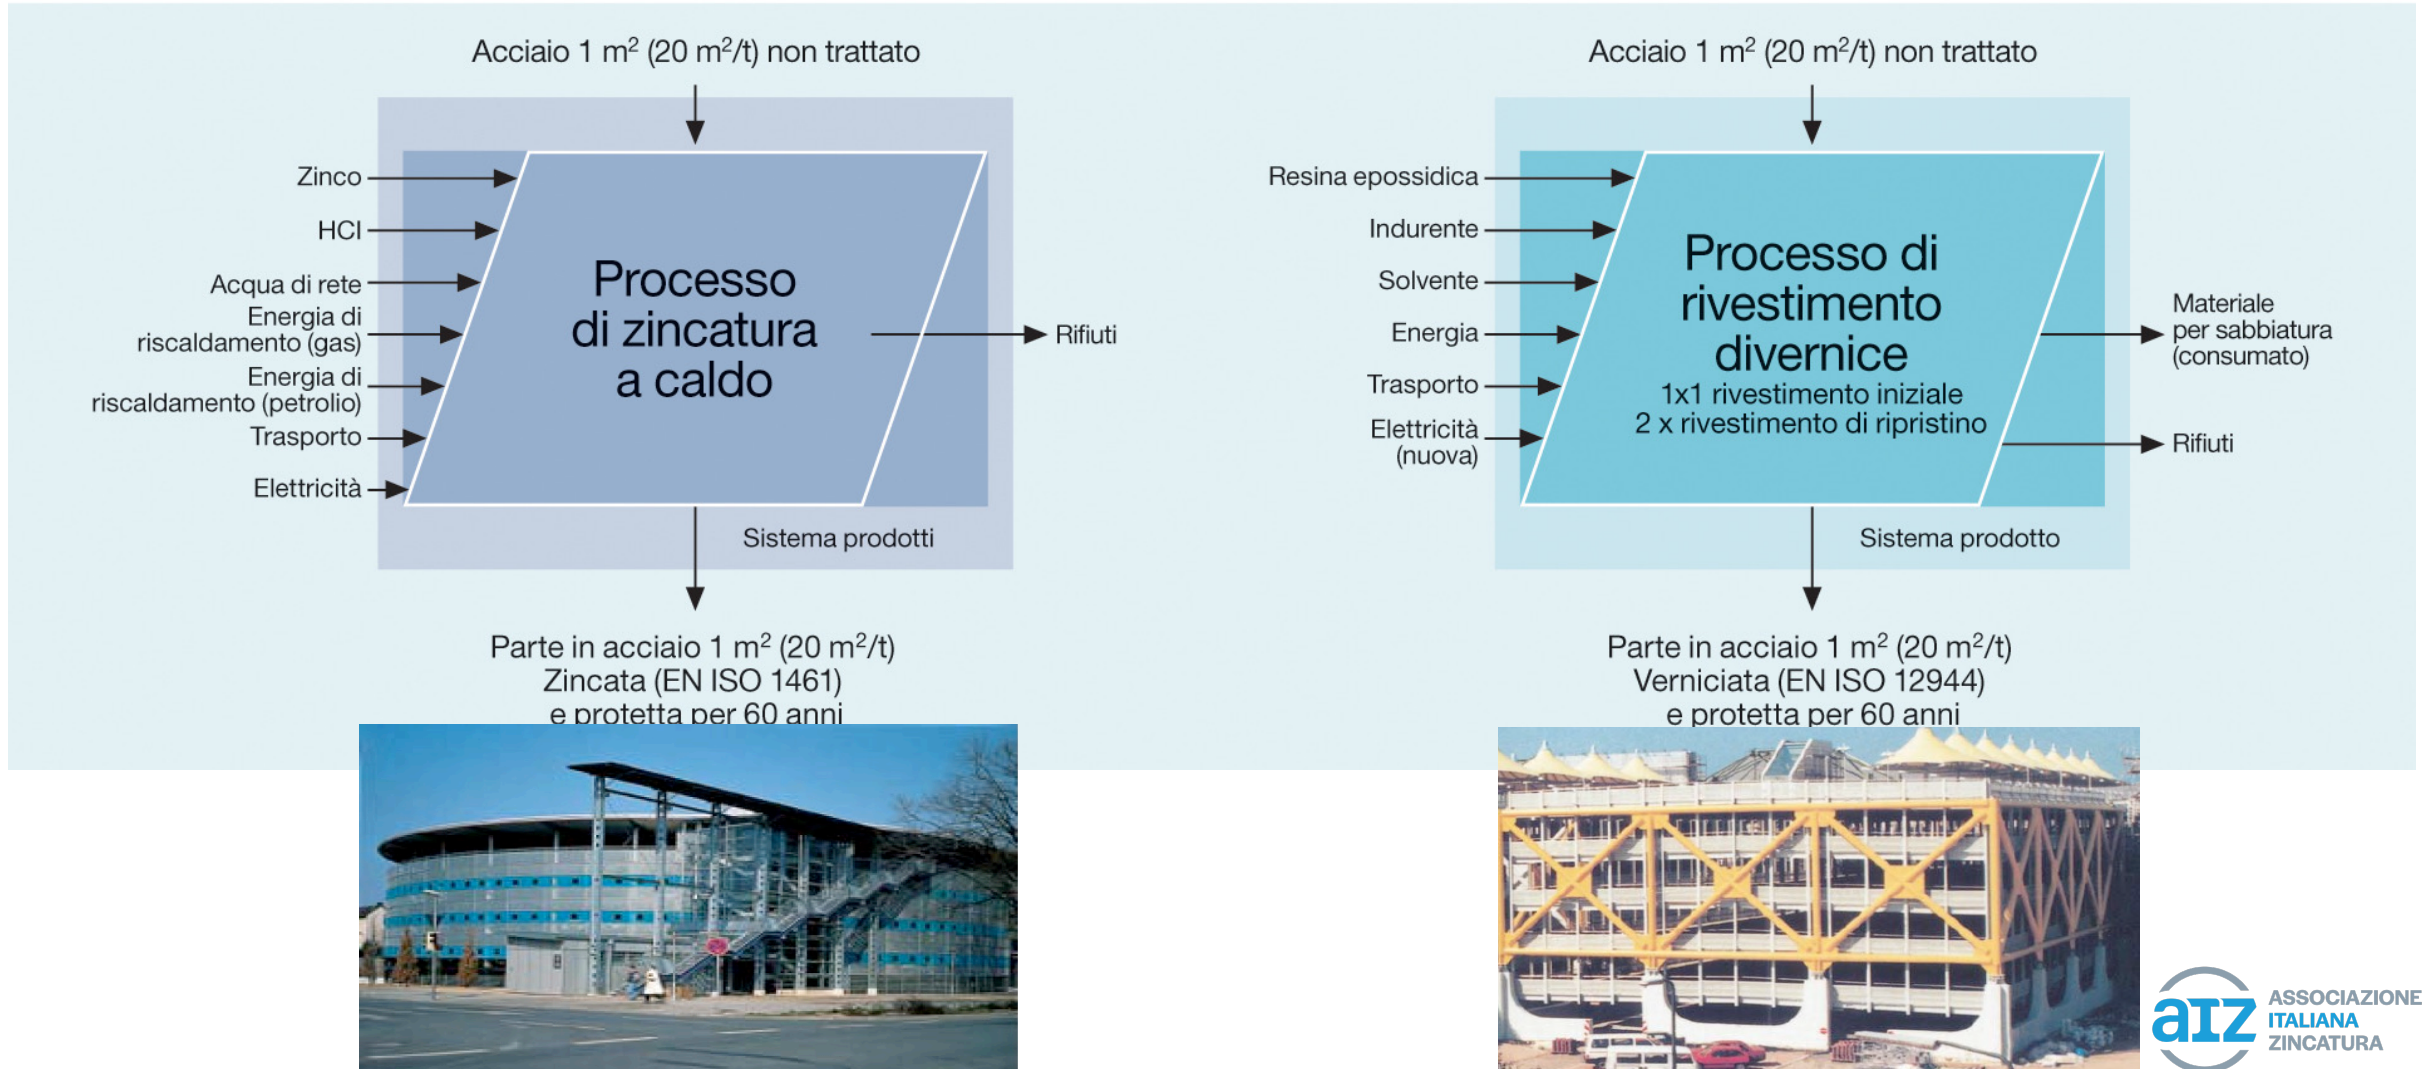 Acciaio 1 m² (20 m²/t) non trattato
Zinco
HCl
Acqua di rete
Energia di
riscaldamento (gas)
Energia di
riscaldamento (petrolio)
Trasporto
Elettricità
Processo
di zincatura
a caldo
Rifiuti
Sistema prodotti
Parte in acciaio 1 m² (20 m²/t)
Zincata (EN ISO 1461)
e protetta per 60 anni
Acciaio 1 m² (20 m²/t) non trattato
Resina epossidica
Indurente
Solvente
Energia
Trasporto
Elettricità
(nuova)
Processo di
rivestimento
divernice
1x1 rivestimento iniziale
2 x rivestimento di ripristino
Materiale
per sabbiatura
(consumato)
Rifiuti
Sistema prodotto
Parte in acciaio 1 m² (20 m²/t)
Verniciata (EN ISO 12944)
e protetta per 60 anni
aIz
ASSOCIAZIONE
ITALIANA
ZINCATURA